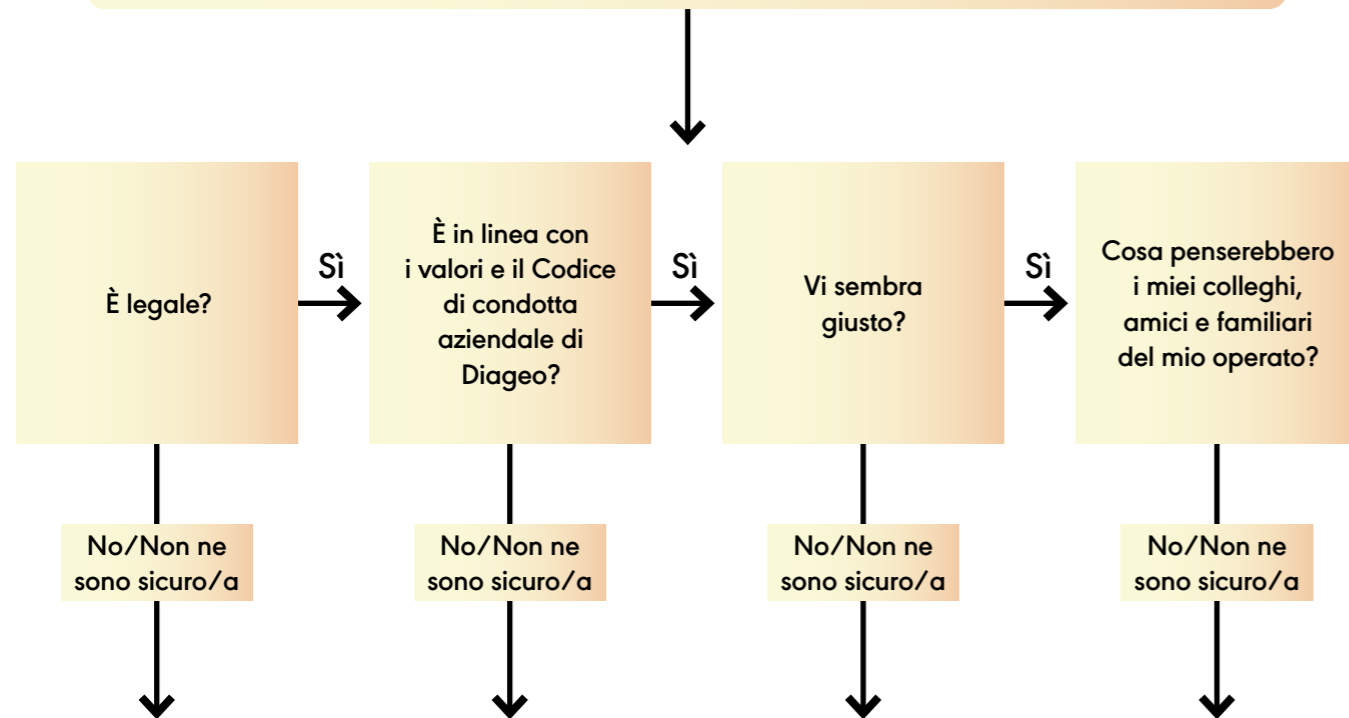 È legale?
Sì
È in linea con
i valori e il Codice
di condotta
aziendale di
Diageo?
Sì
Vi sembra
giusto?
Sì
Cosa penserebbero
i miei colleghi,
amici e familiari
del mio operato?
No/Non ne
sono sicuro/a
No/Non ne
sono sicuro/a
No/Non ne
sono sicuro/a
No/Non ne
sono sicuro/a